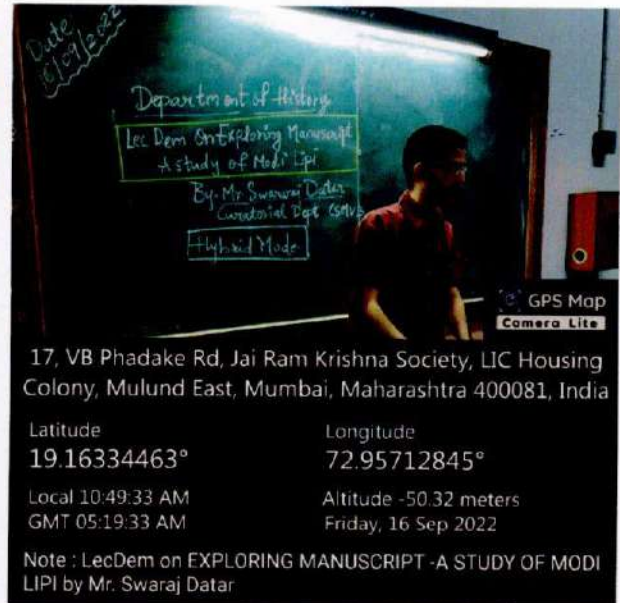 Date
16/09/2022
Department of History
Lec Dem On Exploring Manuscript
A study of Modi Lipi
By- Mr Swaraj Datar
Curatorial Dept
Hybrid Mode
GPS Map
Camera Lite
17, VB Phadake Rd, Jai Ram Krishna Society, LIC Housing
Colony, Mulund East, Mumbai, Maharashtra 400081, India
Latitude
19.16334463°
Longitude
72.95712845°
Local 10:49:33 AM
GMT 05:19:33 AM
Altitude -50.32 meters
Friday, 16 Sep 2022
Note : LecDem on EXPLORING MANUSCRIPT -A STUDY OF MODI
LIPI by Mr. Swaraj Datar